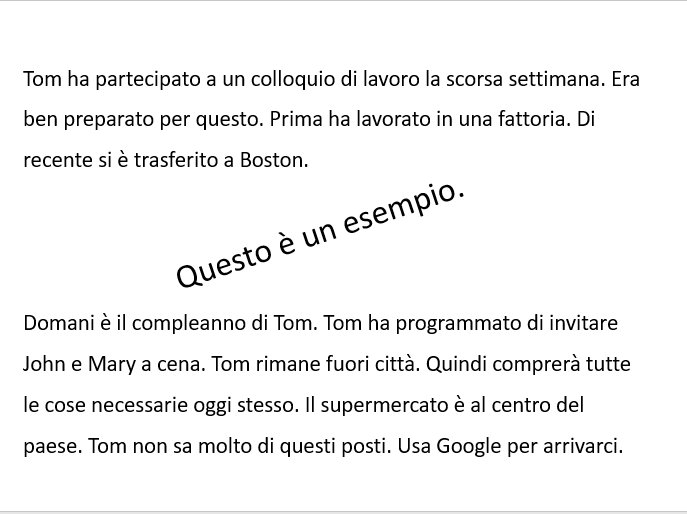 Tom ha partecipato a un colloquio di lavoro la scorsa settimana. Era
ben preparato per questo. Prima ha lavorato in una fattoria. Di
recente si è trasferito a Boston.
Questo è un esempio.
Domani è il compleanno di Tom. Tom ha programmato di invitare
John e Mary a cena. Tom rimane fuori città. Quindi comprerà tutte
le cose necessarie oggi stesso. Il supermercato è al centro del
paese. Tom non sa molto di questi posti. Usa Google per arrivarci.